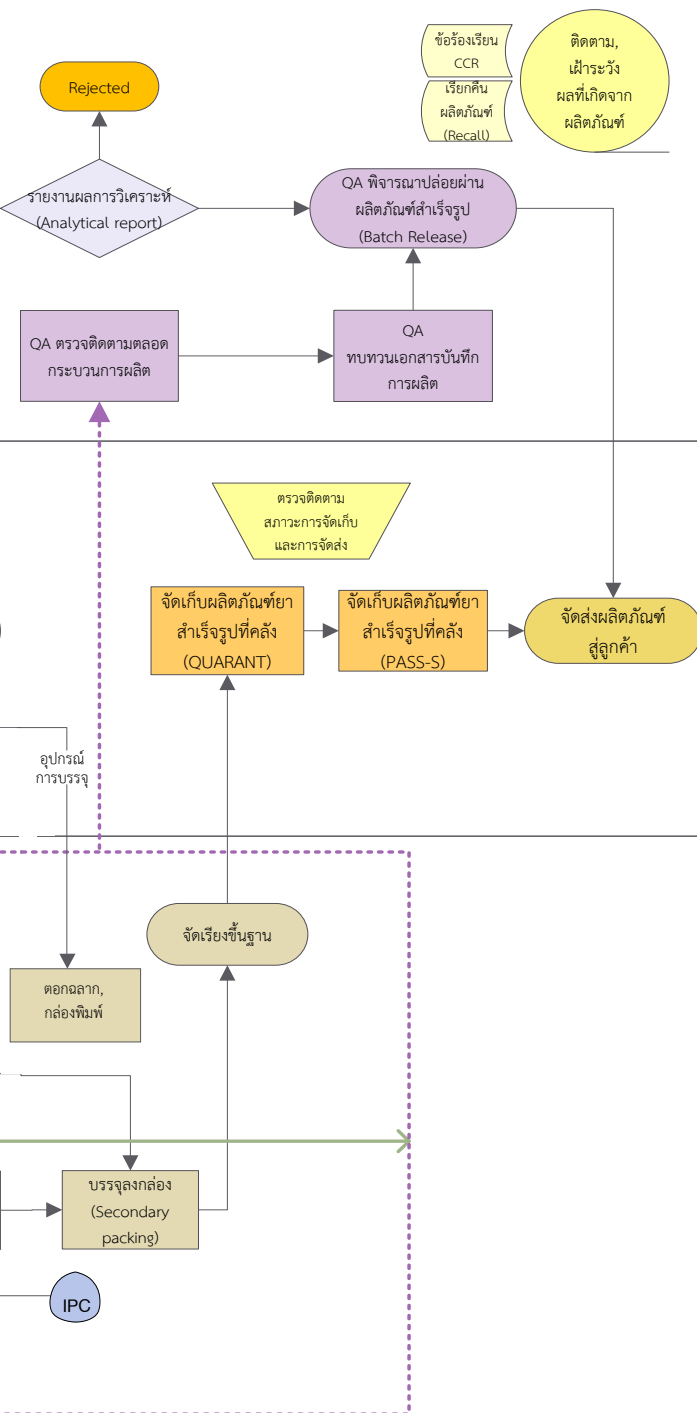 ข้อร้องเรียน
CCR
เรียกคืน
ผลิตภัณฑ์
(Recall)
ติดตาม,
เฝ้าระวัง
ผลที่เกิดจาก
ผลิตภัณฑ์
Rejected
รายงานผลการวิเคราะห์
(Analytical report)
QA พิจารณาปล่อยผ่าน
ผลิตภัณฑ์สำเร็จรูป
(Batch Release)
QA ตรวจติดตามตลอด
กระบวนการผลิต
QA
ทบทวนเอกสารบันทึก
การผลิต
ตรวจติดตาม
สภาวะการจัดเก็บ
และการจัดส่ง
จัดเก็บผลิตภัณฑ์ยา
สำเร็จรูปที่คลัง
(QUARANT)
จัดเก็บผลิตภัณฑ์ยา
สำเร็จรูปที่คลัง
(PASS-S)
จัดส่งผลิตภัณฑ์
สู่ลูกค้า
อุปกรณ์
การบรรจุ
จัดเรียงขึ้นฐาน
ตอกฉลาก,
กล่องพิมพ์
บรรจุลงกล่อง
(Secondary
packing)
IPC